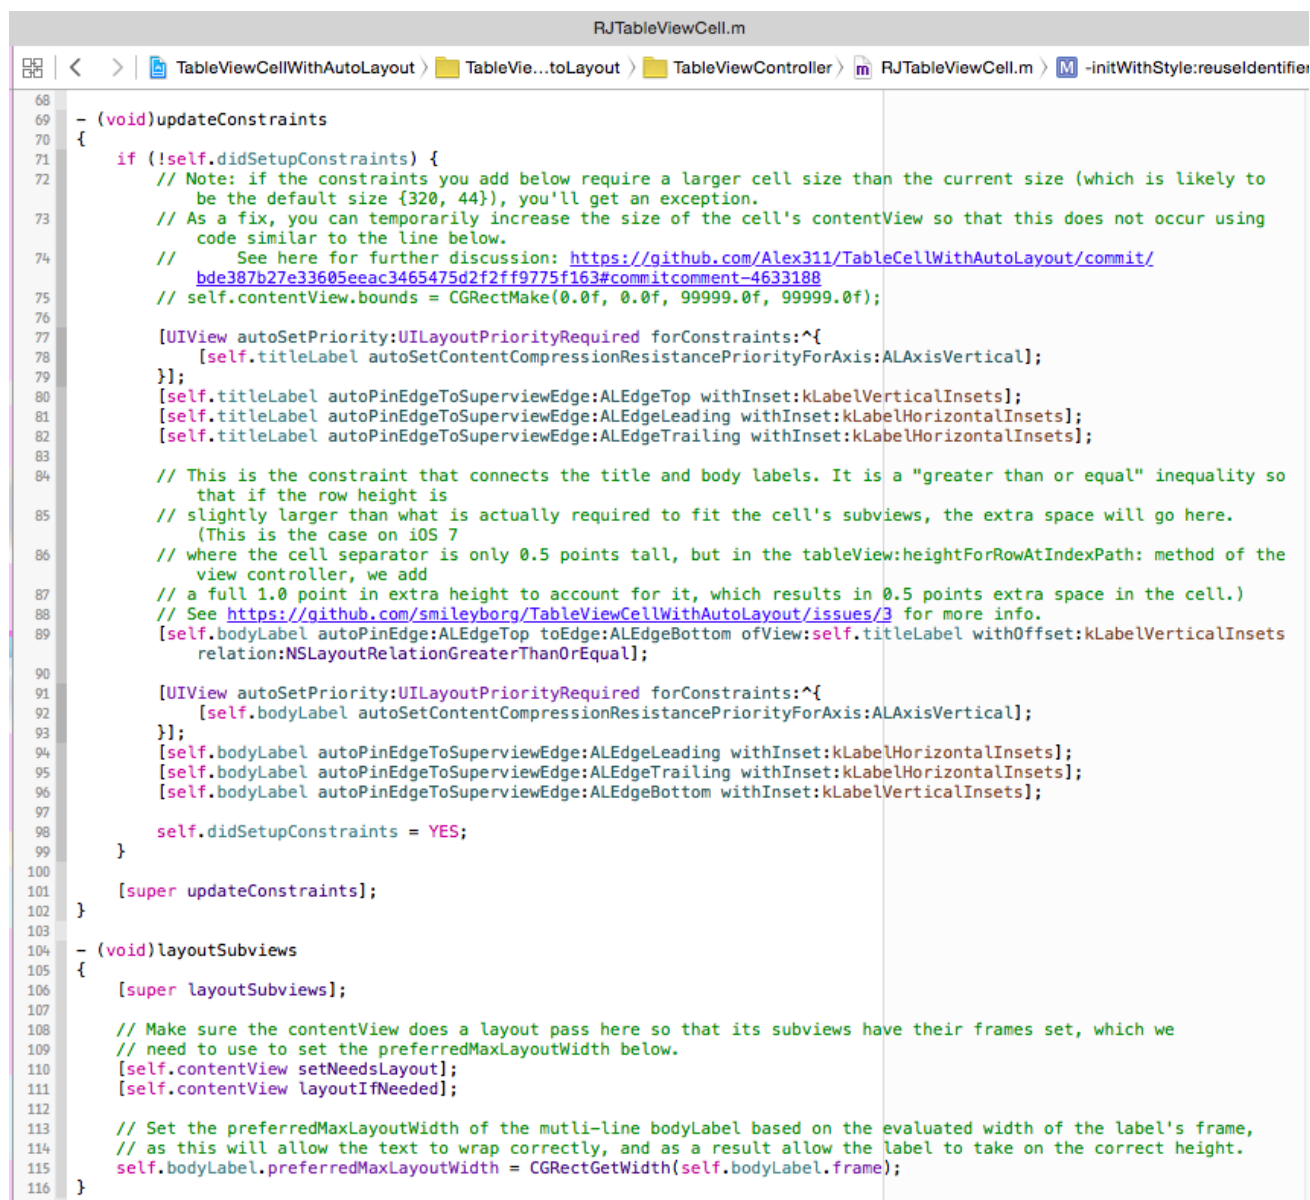 RJTableViewCell.m
TableViewCellWithAutoLayout 〉 TableVie...toLayout 〉 TableViewController 〉 m RJTableViewCell.m 〉 M -initWithStyle:reuseIdentifier
68
69 - (void)updateConstraints
70 {
71 if (!self.didSetupConstraints) {
72 // Note: if the constraints you add below require a larger cell size than the current size (which is likely to
be the default size {320, 44}), you'll get an exception.
73 // As a fix, you can temporarily increase the size of the cell's contentView so that this does not occur using
code similar to the line below.
74 // See here for further discussion: https://github.com/Alex311/TableCellWithAutoLayout/commit/
bde387b27e33605eeac3465475d2f2ff9775f163#commitcomment-4633188
75 // self.contentView.bounds = CGRectMake(0.0f, 0.0f, 99999.0f, 99999.0f);
76
77 [UIView autoSetPriority:UILayoutPriorityRequired forConstraints:^{
78 [self.titleLabel autoSetContentCompressionResistancePriorityForAxis:ALAxisVertical];
79 }];
80 [self.titleLabel autoPinEdgeToSuperviewEdge:ALEdgeTop withInset:kLabelVerticalInsets];
81 [self.titleLabel autoPinEdgeToSuperviewEdge:ALEdgeLeading withInset:kLabelHorizontalInsets];
82 [self.titleLabel autoPinEdgeToSuperviewEdge:ALEdgeTrailing withInset:kLabelHorizontalInsets];
83
84 // This is the constraint that connects the title and body labels. It is a "greater than or equal" inequality so
that if the row height is
85 // slightly larger than what is actually required to fit the cell's subviews, the extra space will go here.
(This is the case on iOS 7
86 // where the cell separator is only 0.5 points tall, but in the tableView:heightForRowAtIndexPath: method of the
view controller, we add
87 // a full 1.0 point in extra height to account for it, which results in 0.5 points extra space in the cell.)
88 // See https://github.com/smileyborg/TableViewCellWithAutoLayout/issues/3 for more info.
89 [self.bodyLabel autoPinEdge:ALEdgeTop toEdge:ALEdgeBottom ofView:self.titleLabel withOffset:kLabelVerticalInsets
relation:NSLayoutRelationGreaterThanOrEqual];
90
91 [UIView autoSetPriority:UILayoutPriorityRequired forConstraints:^{
92 [self.bodyLabel autoSetContentCompressionResistancePriorityForAxis:ALAxisVertical];
93 }];
94 [self.bodyLabel autoPinEdgeToSuperviewEdge:ALEdgeLeading withInset:kLabelHorizontalInsets];
95 [self.bodyLabel autoPinEdgeToSuperviewEdge:ALEdgeTrailing withInset:kLabelHorizontalInsets];
96 [self.bodyLabel autoPinEdgeToSuperviewEdge:ALEdgeBottom withInset:kLabelVerticalInsets];
97
98 self.didSetupConstraints = YES;
99 }
100
101 [super updateConstraints];
102 }
103
104 - (void)layoutSubviews
105 {
106 [super layoutSubviews];
107
108 // Make sure the contentView does a layout pass here so that its subviews have their frames set, which we
109 // need to use to set the preferredMaxLayoutWidth below.
110 [self.contentView setNeedsLayout];
111 [self.contentView layoutIfNeeded];
112
113 // Set the preferredMaxLayoutWidth of the mutli-line bodyLabel based on the evaluated width of the label's frame,
114 // as this will allow the text to wrap correctly, and as a result allow the label to take on the correct height.
115 self.bodyLabel.preferredMaxLayoutWidth = CGRectGetWidth(self.bodyLabel.frame);
116 }